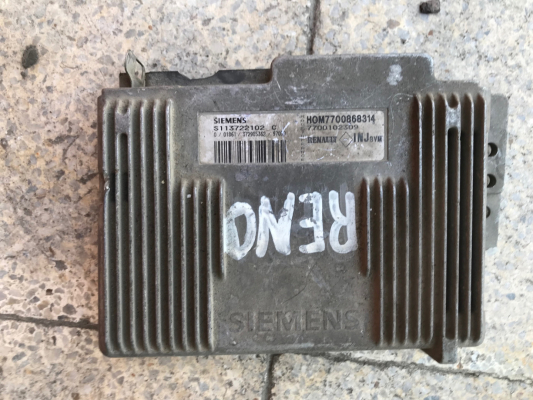 SIEMENS
S113722102 C
HOM7700868314
7700102309
RENAULT INJ
RENO
SIEMENS